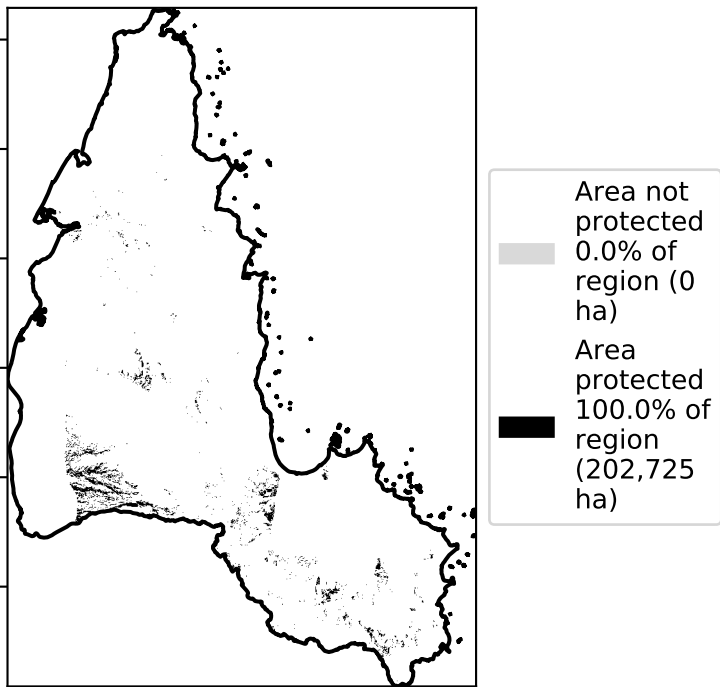 Area not
protected
0.0% of
region (0
ha)
Area
protected
100.0% of
region
(202,725
ha)